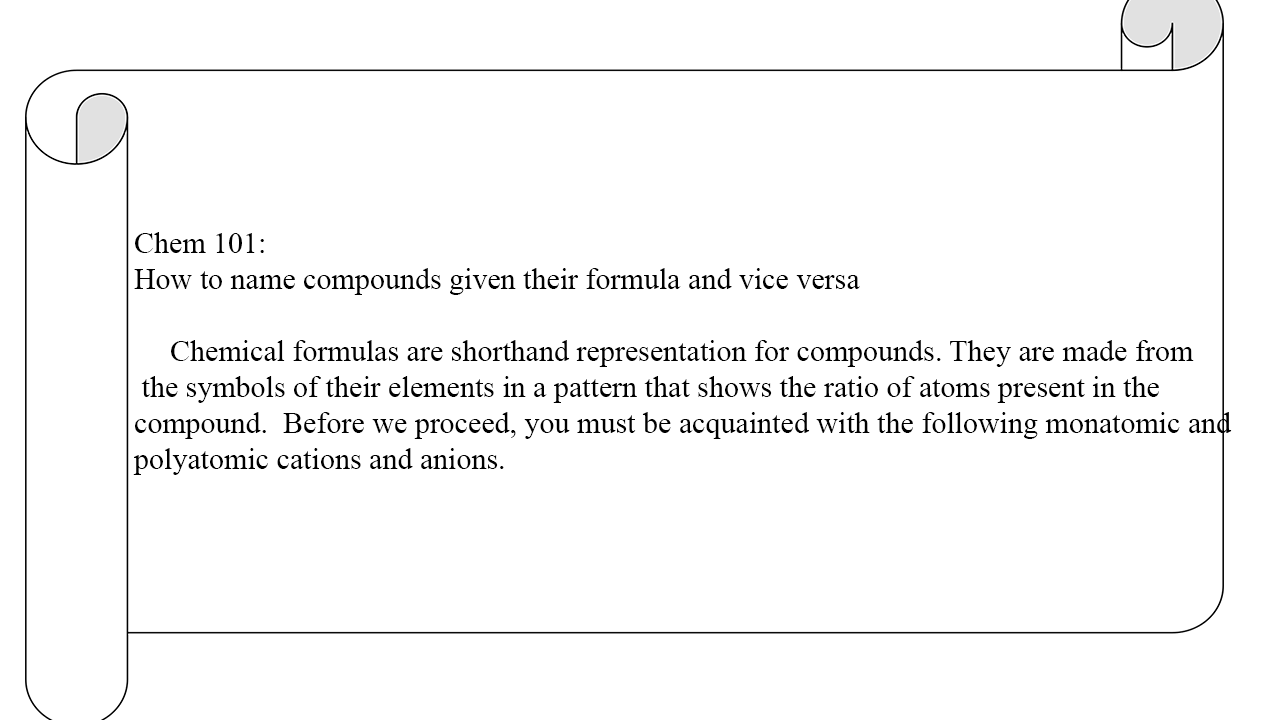 Chem 101:
How to name compounds given their formula and vice versa
Chemical formulas are shorthand representation for compounds. They are made from
the symbols of their elements in a pattern that shows the ratio of atoms present in the
compound.  Before we proceed, you must be acquainted with the following monatomic and
polyatomic cations and anions.